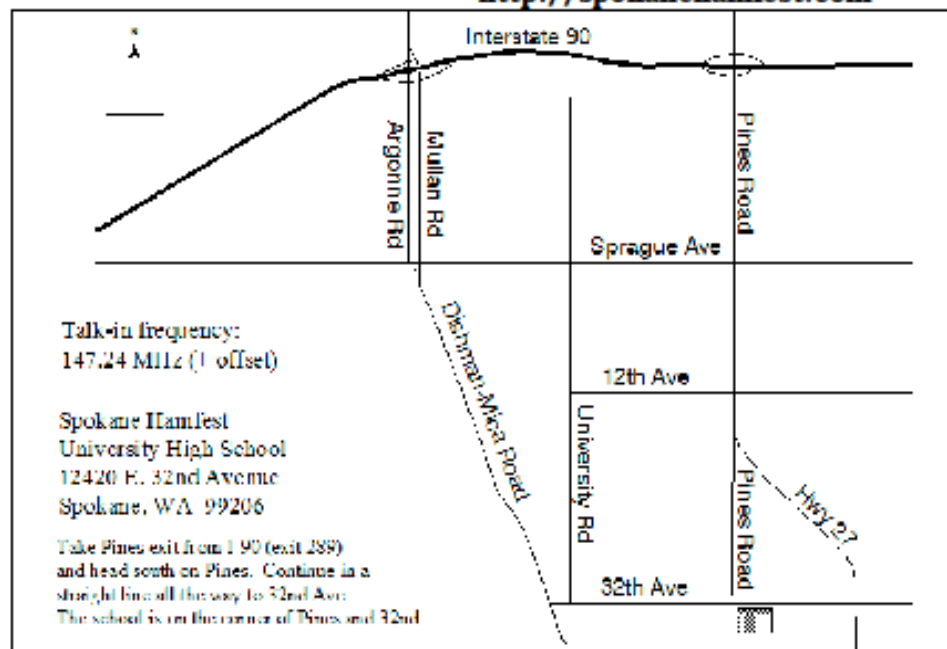 Interstate 90
Argonne Rd
Mullan Rd
Pines Road
Sprague Ave
Talk-in frequency:
147.24 MHz (+ offset)
Dishman-Mica Road
12th Ave
Spokane Hamfest
University High School
12420 E. 32nd Avenue
Spokane, WA 99206
University Rd
Pines Road
Hwy 27
Take Pines exit from I-90 (exit 289)
and head south on Pines. Continue in a
straight line all the way to 32nd Ave
The school is on the corner of Pines and 32nd
32th Ave